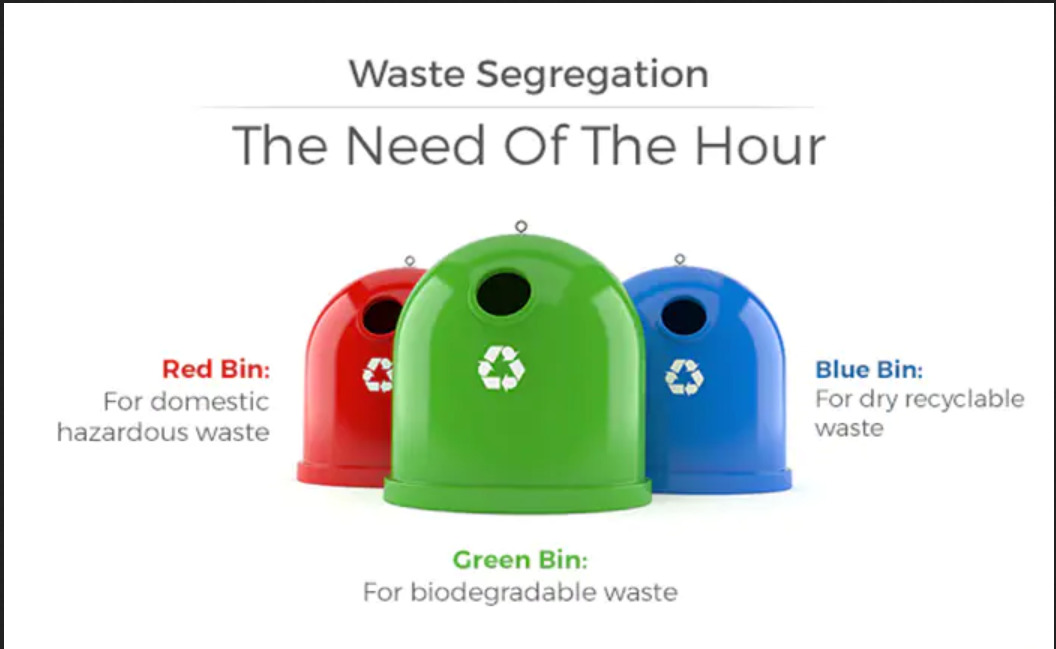 Waste Segregation
The Need Of The Hour
Red Bin:
For domestic
hazardous waste
Blue Bin:
For dry recyclable
waste
Green Bin:
For biodegradable waste